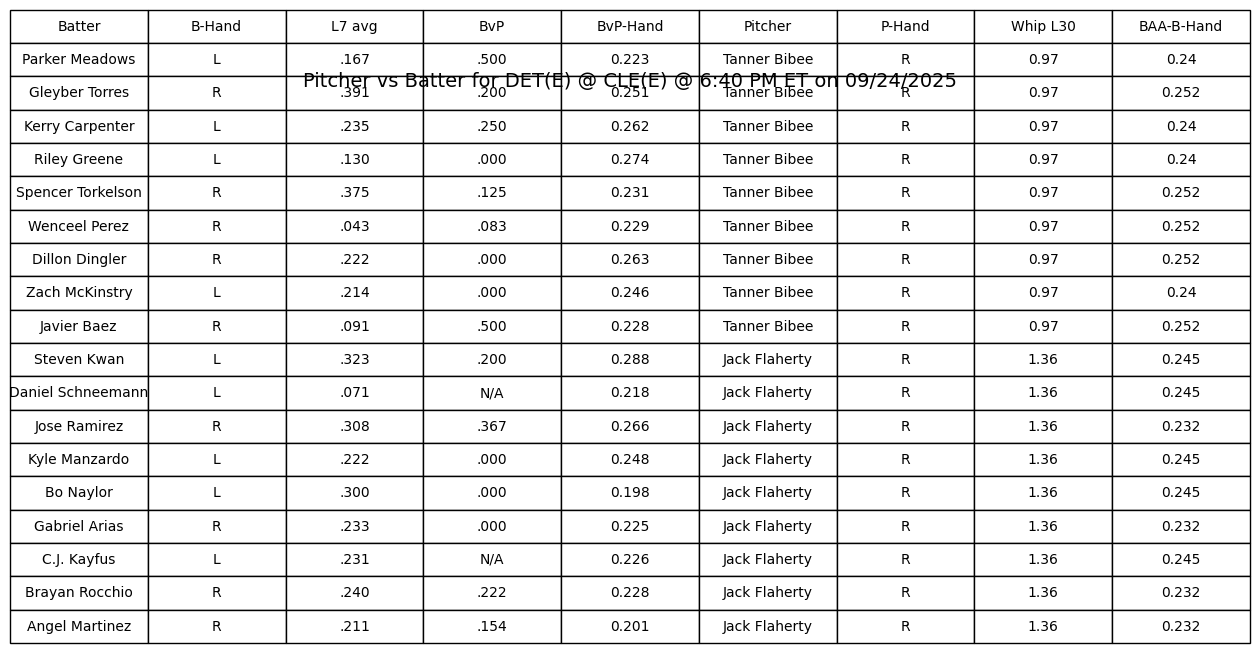 Batter B-Hand L7 avg BvP BvP-Hand Pitcher P-Hand Whip L30 BAA-B-Hand
Parker Meadows L .167 .500 0.223 Tanner Bibee R 0.97 0.24
Pitcher vs Batter for DET(E) @ CLE(E) @ 6:40 PM ET on 09/24/2025
Gleyber Torres R .391 .200 0.251 Tanner Bibee R 0.97 0.252
Kerry Carpenter L .235 .250 0.262 Tanner Bibee R 0.97 0.24
Riley Greene L .130 .000 0.274 Tanner Bibee R 0.97 0.24
Spencer Torkelson R .375 .125 0.231 Tanner Bibee R 0.97 0.252
Wenceel Perez R .043 .083 0.229 Tanner Bibee R 0.97 0.252
Dillon Dingler R .222 .000 0.263 Tanner Bibee R 0.97 0.252
Zach McKinstry L .214 .000 0.246 Tanner Bibee R 0.97 0.24
Javier Baez R .091 .500 0.228 Tanner Bibee R 0.97 0.252
Steven Kwan L .323 .200 0.288 Jack Flaherty R 1.36 0.245
Daniel Schneemann L .071 N/A 0.218 Jack Flaherty R 1.36 0.245
Jose Ramirez R .308 .367 0.266 Jack Flaherty R 1.36 0.232
Kyle Manzardo L .222 .000 0.248 Jack Flaherty R 1.36 0.245
Bo Naylor L .300 .000 0.198 Jack Flaherty R 1.36 0.245
Gabriel Arias R .233 .000 0.225 Jack Flaherty R 1.36 0.232
C.J. Kayfus L .231 N/A 0.226 Jack Flaherty R 1.36 0.245
Brayan Rocchio R .240 .222 0.228 Jack Flaherty R 1.36 0.232
Angel Martinez R .211 .154 0.201 Jack Flaherty R 1.36 0.232